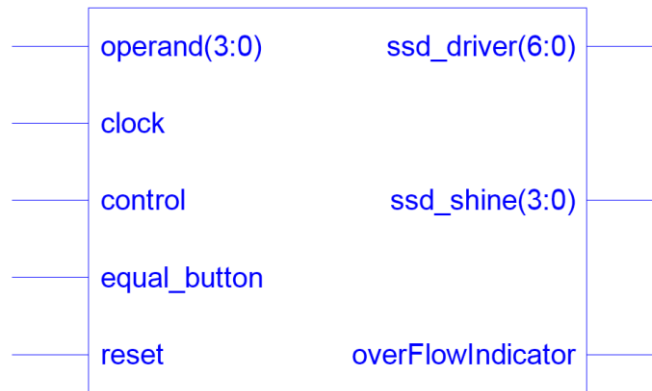 operand(3:0) ssd_driver(6:0)
clock
control ssd_shine(3:0)
equal_button
reset overFlowIndicator